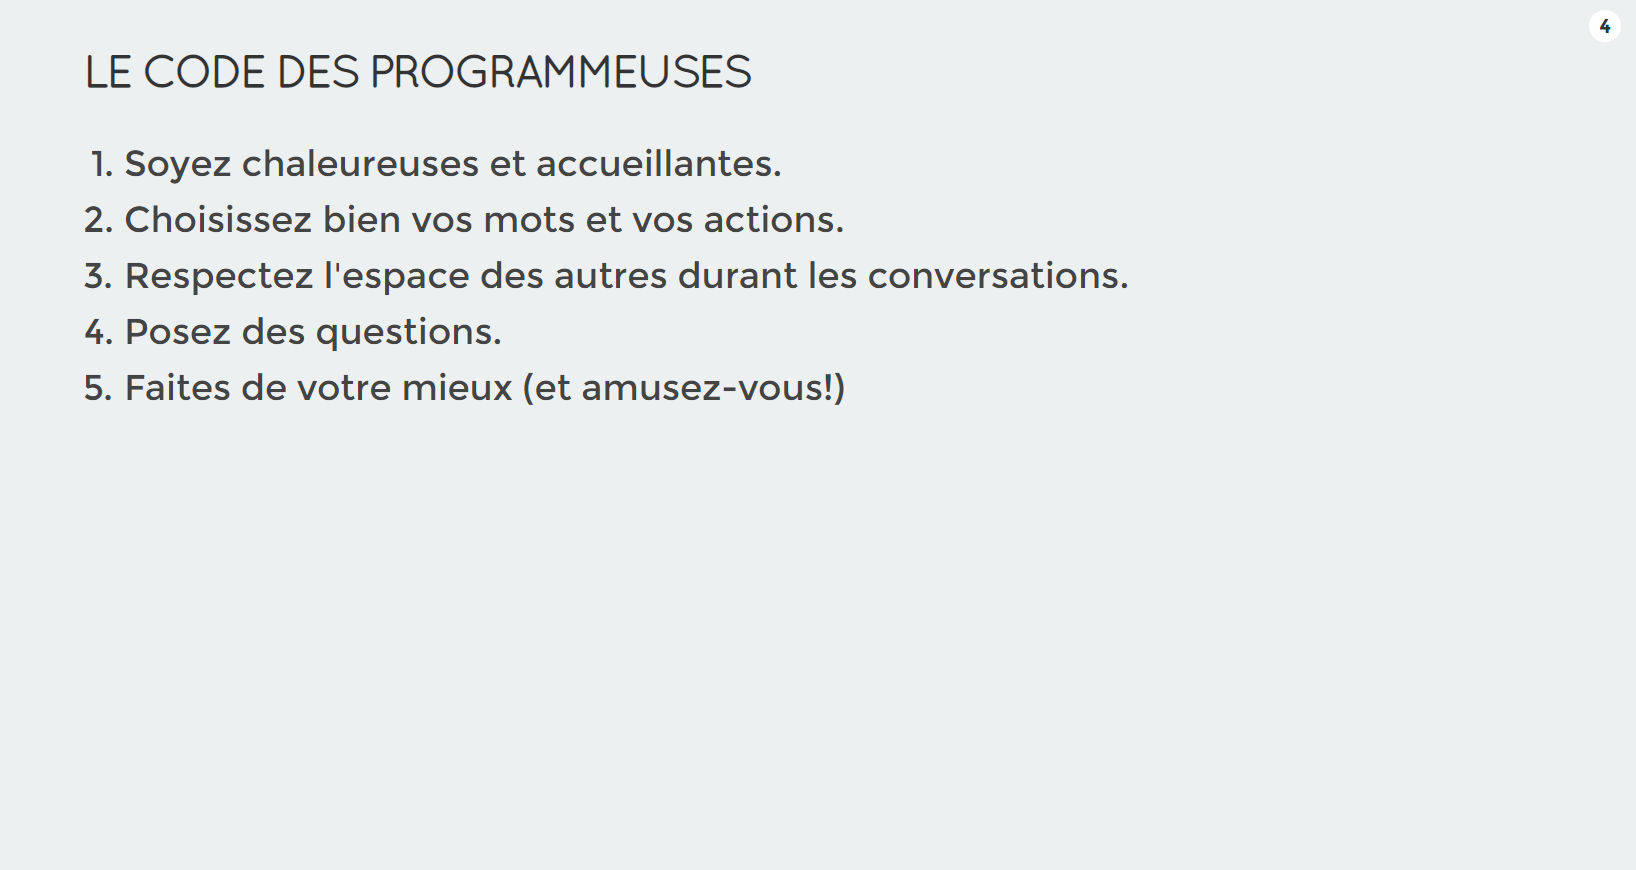 4
LE CODE DES PROGRAMMEUSES
1. Soyez chaleureuses et accueillantes.
2. Choisissez bien vos mots et vos actions.
3. Respectez l'espace des autres durant les conversations.
4. Posez des questions.
5. Faites de votre mieux (et amusez-vous!)